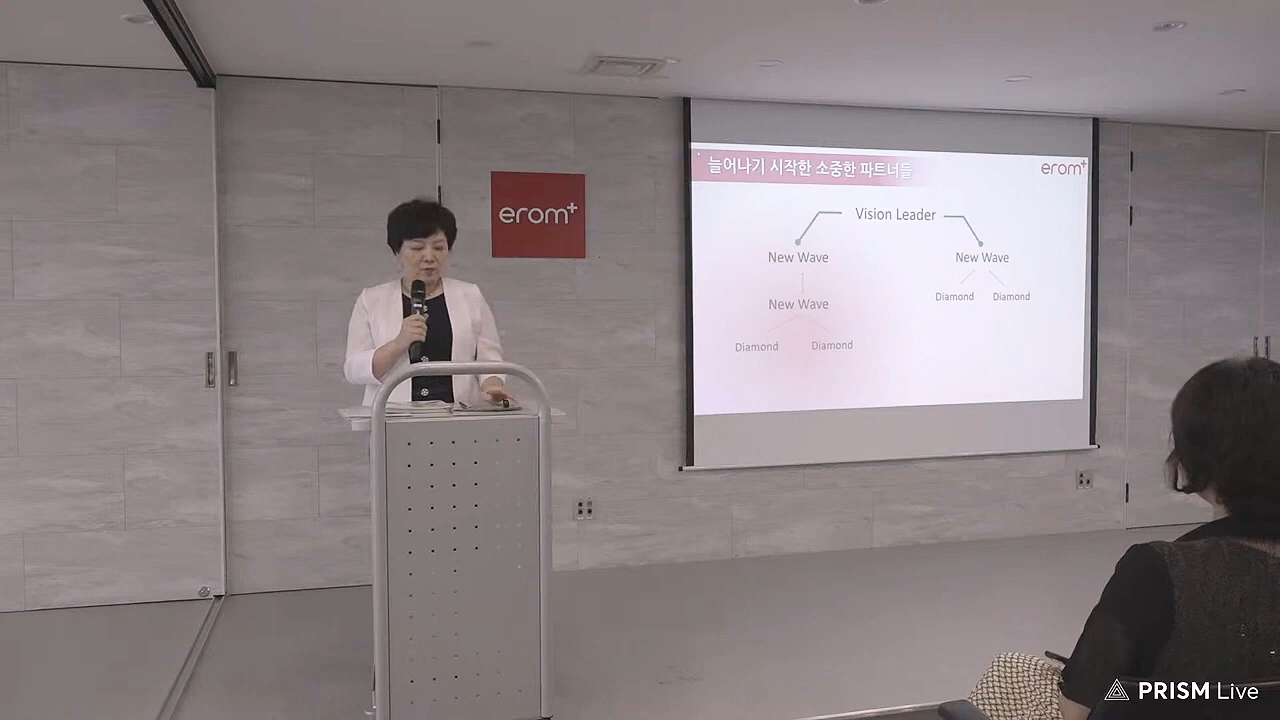 erom+
늘어나기 시작한 소중한 파트너들
erom+
Vision Leader
New Wave
New Wave
New Wave
Diamond
Diamond
Diamond
Diamond
PRISM Live